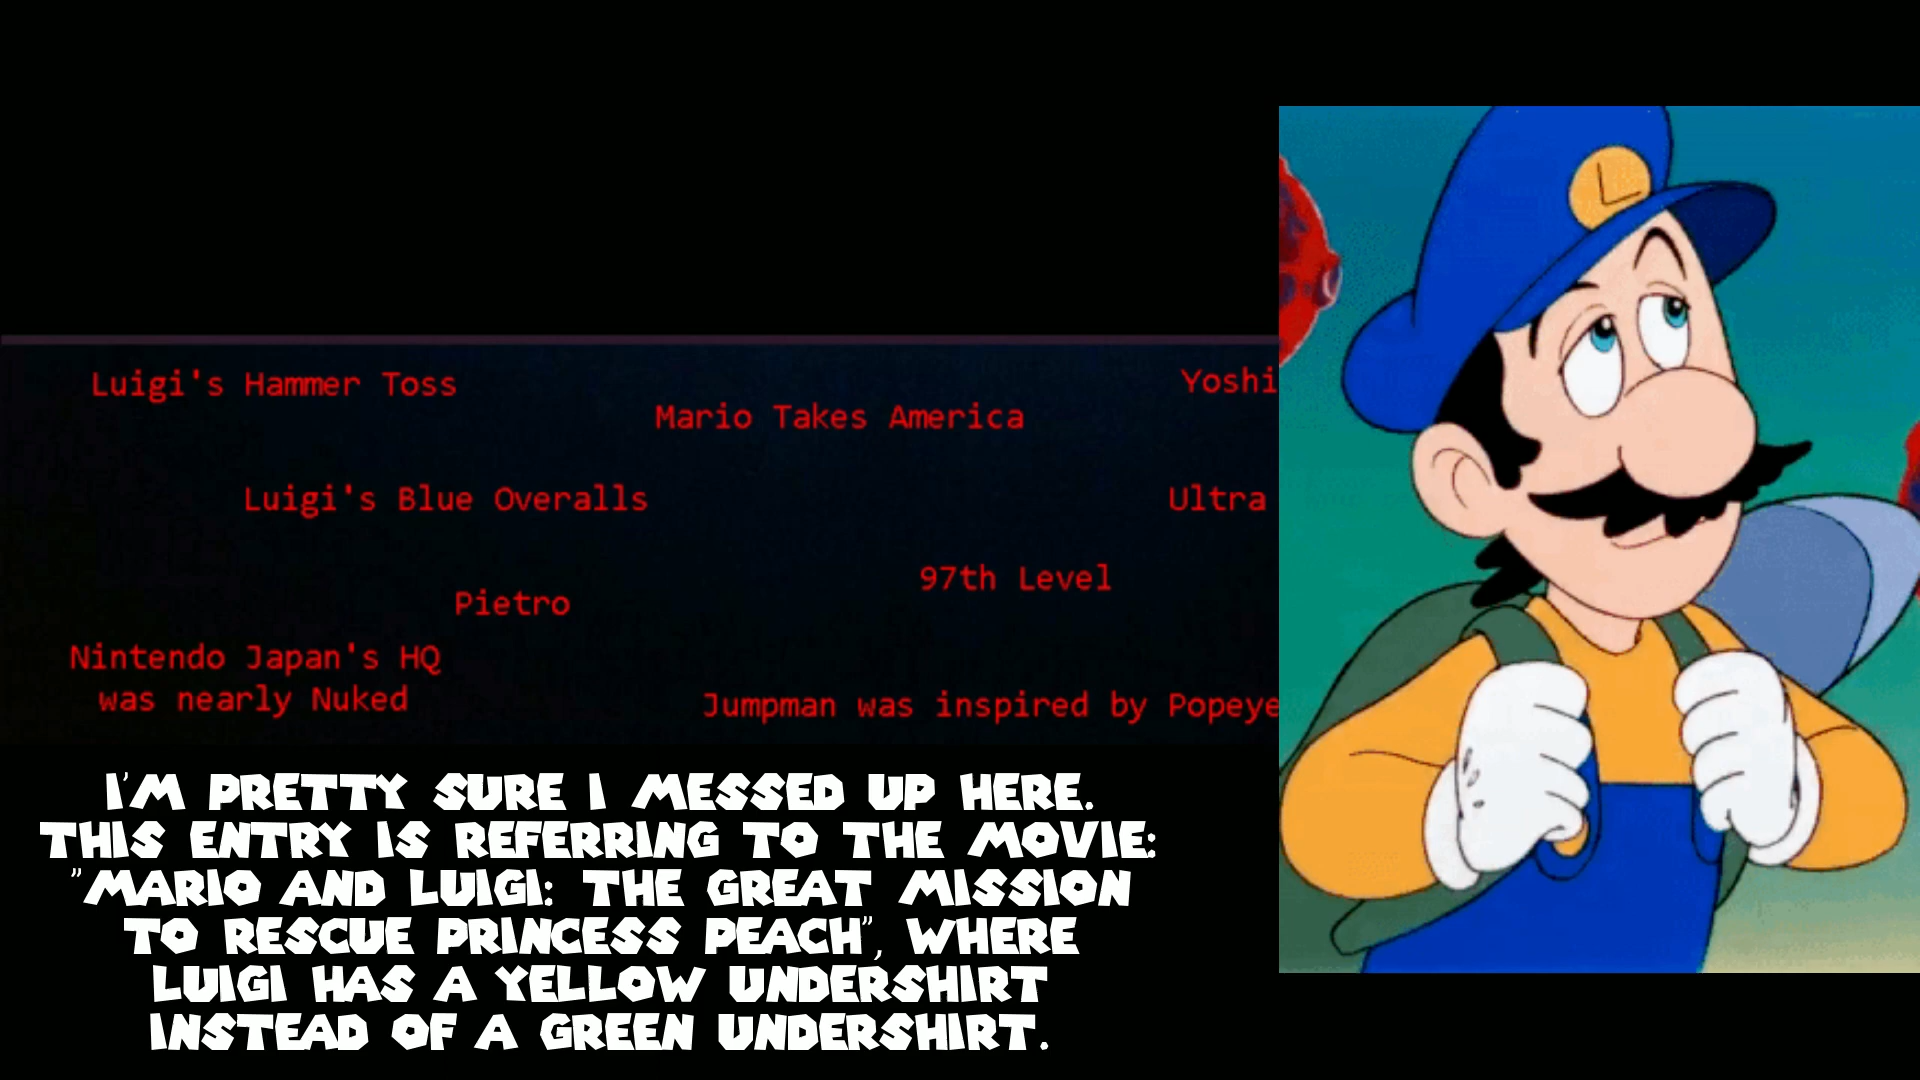 Luigi's Hammer Toss
Yoshi
Mario Takes America
Luigi's Blue Overalls
Ultra
97th Level
Pietro
Nintendo Japan's HQ
was nearly Nuked
Jumpman was inspired by Popeye
L
I'M PRETTY SURE I MESSED UP HERE.
THIS ENTRY IS REFERRING TO THE MOVIE:
"MARIO AND LUIGI: THE GREAT MISSION
TO RESCUE PRINCESS PEACH", WHERE
LUIGI HAS A YELLOW UNDERSHIRT
INSTEAD OF A GREEN UNDERSHIRT.